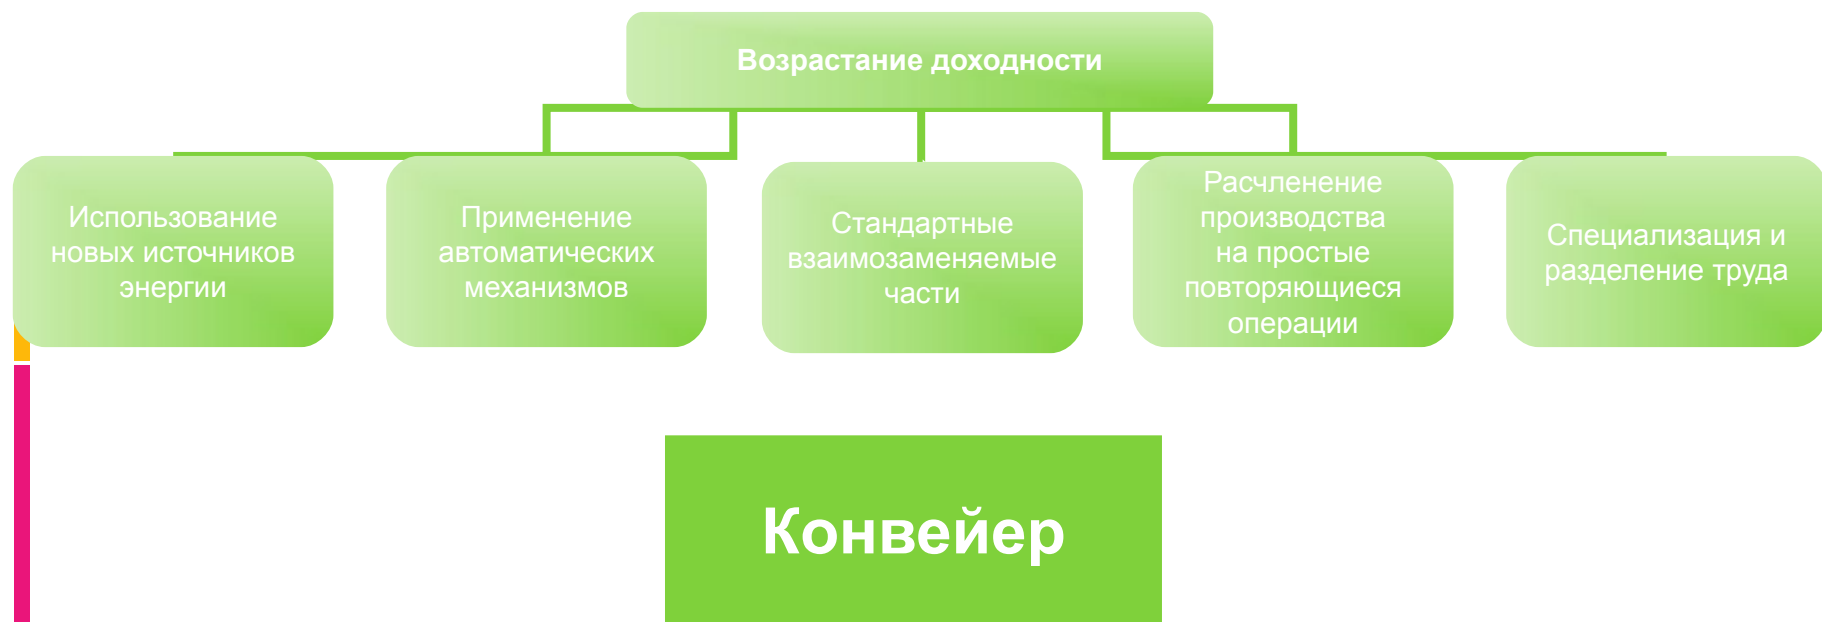 Возрастание доходности
Использование
новых источников
энергии
Применение
автоматических
механизмов
Стандартные
взаимозаменяемые
части
Расчленение
производства
на простые
повторяющиеся
операции
Специализация и
разделение труда
Конвейер